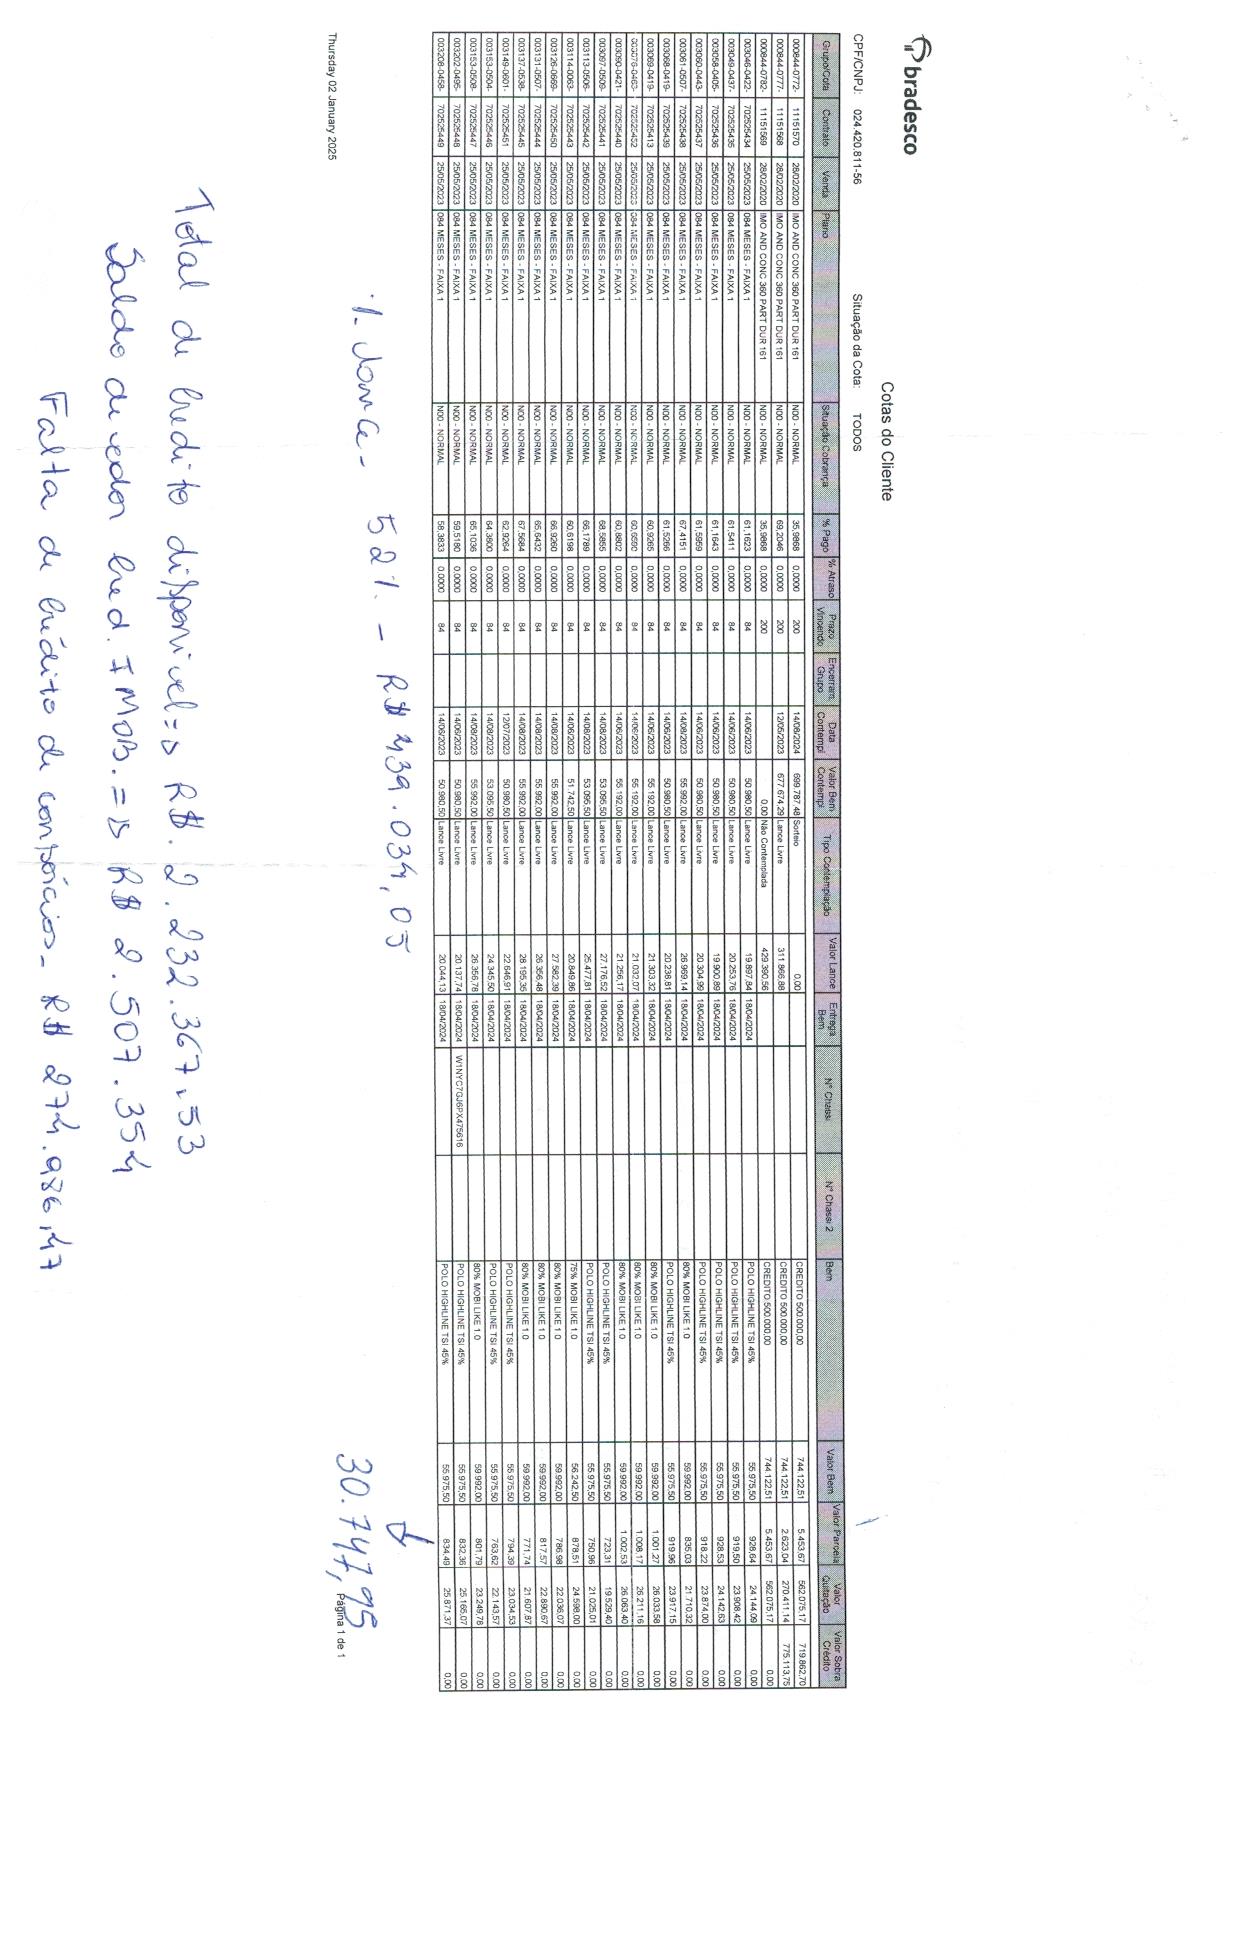 bradesco
Cotas do Cliente
CPF/CNPJ: 024.420.811-56 Situação da Cota: TODOS
Grupo/Cota Contrato Venda Plano Situação Cobrança % Pago % Atraso Prazo Vincendo Encerram. Grupo Data Contempl Valor Bem Contempl Tipo Contemplação Valor Lance Entrega Bem N° Chassi N° Chassi 2 Bem Valor Bem Valor Parcela Valor Quitação Valor Sobra Crédito
000844-0772- 11151570 28/02/2020 IMO AND CONC 360 PART DUR 161 N00 - NORMAL 35,9868 0,0000 200 14/08/2024 699.787,48 Sorteio 0,00 CREDITO 500.000,00 744.122,51 5.453,67 562.075,17 719.862,70
000844-0777- 11151568 28/02/2020 IMO AND CONC 360 PART DUR 161 N00 - NORMAL 69,2046 0,0000 200 12/05/2023 677.674,29 Lance Livre 311.866,88 CREDITO 500.000,00 744.122,51 2.623,04 270.411,14 775.113,75
000844-0782- 11151569 28/02/2020 IMO AND CONC 360 PART DUR 161 N00 - NORMAL 35,9868 0,0000 200 0,00 Não Contemplada 429.390,56 CREDITO 500.000,00 744.122,51 5.453,67 562.075,17 0,00
003046-0422- 702525434 25/05/2023 084 MESES - FAIXA 1 N00 - NORMAL 61,1623 0,0000 84 14/06/2023 50.980,50 Lance Livre 19.897,84 18/04/2024 POLO HIGHLINE TSI 45% 55.975,50 928,64 24.144,09 0,00
003049-0437- 702525435 25/05/2023 084 MESES - FAIXA 1 N00 - NORMAL 61,5411 0,0000 84 14/06/2023 50.980,50 Lance Livre 20.253,76 18/04/2024 POLO HIGHLINE TSI 45% 55.975,50 919,50 23.908,42 0,00
003058-0405- 702525436 25/05/2023 084 MESES - FAIXA 1 N00 - NORMAL 61,1643 0,0000 84 14/06/2023 50.980,50 Lance Livre 19.900,89 18/04/2024 POLO HIGHLINE TSI 45% 55.975,50 928,53 24.142,63 0,00
003060-0443- 702525437 25/05/2023 084 MESES - FAIXA 1 N00 - NORMAL 61,5959 0,0000 84 14/06/2023 50.980,50 Lance Livre 20.304,99 18/04/2024 POLO HIGHLINE TSI 45% 55.975,50 918,22 23.874,00 0,00
003061-0507- 702525438 25/05/2023 084 MESES - FAIXA 1 N00 - NORMAL 67,4151 0,0000 84 14/08/2023 55.992,00 Lance Livre 26.969,14 18/04/2024 80% MOBI LIKE 1.0 59.992,00 835,03 21.710,32 0,00
003068-0419- 702525439 25/05/2023 084 MESES - FAIXA 1 N00 - NORMAL 61,5266 0,0000 84 14/06/2023 50.980,50 Lance Livre 20.238,81 18/04/2024 POLO HIGHLINE TSI 45% 55.975,50 919,96 23.917,15 0,00
003069-0419- 702525413 25/05/2023 084 MESES - FAIXA 1 N00 - NORMAL 60,9265 0,0000 84 14/06/2023 55.192,00 Lance Livre 21.303,32 18/04/2024 80% MOBI LIKE 1.0 59.992,00 1.001,27 26.033,58 0,00
003076-0463- 702525452 25/05/2023 084 MESES - FAIXA 1 N00 - NORMAL 60,6590 0,0000 84 14/06/2023 55.192,00 Lance Livre 21.032,07 18/04/2024 80% MOBI LIKE 1.0 59.992,00 1.008,17 26.211,16 0,00
003090-0421- 702525440 25/05/2023 084 MESES - FAIXA 1 N00 - NORMAL 60,8802 0,0000 84 14/06/2023 55.192,00 Lance Livre 21.256,17 18/04/2024 80% MOBI LIKE 1.0 59.992,00 1.002,53 26.063,40 0,00
003097-0509- 702525441 25/05/2023 084 MESES - FAIXA 1 N00 - NORMAL 68,5855 0,0000 84 14/08/2023 53.095,50 Lance Livre 27.176,52 18/04/2024 POLO HIGHLINE TSI 45% 55.975,50 723,31 19.529,40 0,00
003113-0506- 702525442 25/05/2023 084 MESES - FAIXA 1 N00 - NORMAL 66,1789 0,0000 84 14/08/2023 53.095,50 Lance Livre 25.477,81 18/04/2024 POLO HIGHLINE TSI 45% 55.975,50 750,96 21.025,01 0,00
003114-0063- 702525443 25/05/2023 084 MESES - FAIXA 1 N00 - NORMAL 60,6198 0,0000 84 14/06/2023 51.742,50 Lance Livre 20.849,86 18/04/2024 75% MOBI LIKE 1.0 56.242,50 878,51 24.598,00 0,00
003126-0669- 702525450 25/05/2023 084 MESES - FAIXA 1 N00 - NORMAL 66,9260 0,0000 84 14/08/2023 55.992,00 Lance Livre 27.582,39 18/04/2024 80% MOBI LIKE 1.0 59.992,00 786,98 22.036,07 0,00
003131-0507- 702525444 25/05/2023 084 MESES - FAIXA 1 N00 - NORMAL 65,6432 0,0000 84 14/08/2023 55.992,00 Lance Livre 26.356,48 18/04/2024 80% MOBI LIKE 1.0 59.992,00 817,57 22.890,67 0,00
003137-0538- 702525445 25/05/2023 084 MESES - FAIXA 1 N00 - NORMAL 67,5684 0,0000 84 14/08/2023 55.992,00 Lance Livre 28.195,35 18/04/2024 80% MOBI LIKE 1.0 59.992,00 771,74 21.607,87 0,00
003149-0601- 702525451 25/05/2023 084 MESES - FAIXA 1 N00 - NORMAL 62,9264 0,0000 84 12/07/2023 50.980,50 Lance Livre 22.646,91 18/04/2024 POLO HIGHLINE TSI 45% 55.975,50 794,39 23.034,53 0,00
003153-0504- 702525446 25/05/2023 084 MESES - FAIXA 1 N00 - NORMAL 64,3800 0,0000 84 14/08/2023 53.095,50 Lance Livre 24.345,50 18/04/2024 POLO HIGHLINE TSI 45% 55.975,50 763,62 22.143,57 0,00
003153-0508- 702525447 25/05/2023 084 MESES - FAIXA 1 N00 - NORMAL 65,1036 0,0000 84 14/08/2023 55.992,00 Lance Livre 26.356,78 18/04/2024 80% MOBI LIKE 1.0 59.992,00 801,79 23.249,78 0,00
003202-0495- 702525448 25/05/2023 084 MESES - FAIXA 1 N00 - NORMAL 59,5180 0,0000 84 14/06/2023 50.980,50 Lance Livre 20.137,74 18/04/2024 W1NYC7GJ6PX475616 POLO HIGHLINE TSI 45% 55.975,50 832,36 25.166,07 0,00
003208-0458- 702525449 25/05/2023 084 MESES - FAIXA 1 N00 - NORMAL 58,3833 0,0000 84 14/06/2023 50.980,50 Lance Livre 20.044,13 18/04/2024 POLO HIGHLINE TSI 45% 55.975,50 834,49 25.871,37 0,00
% Lance - 52% - R$ 439.034,05
30.747,95
Thursday 02 January 2025 Página 1 de 1
Total de credito disponivel => R$. 2.232.367,53
Saldo devedor cred. IMOB. => R$ 2.507.354
Falta de crédito de consórcios - R$ 274.986,47